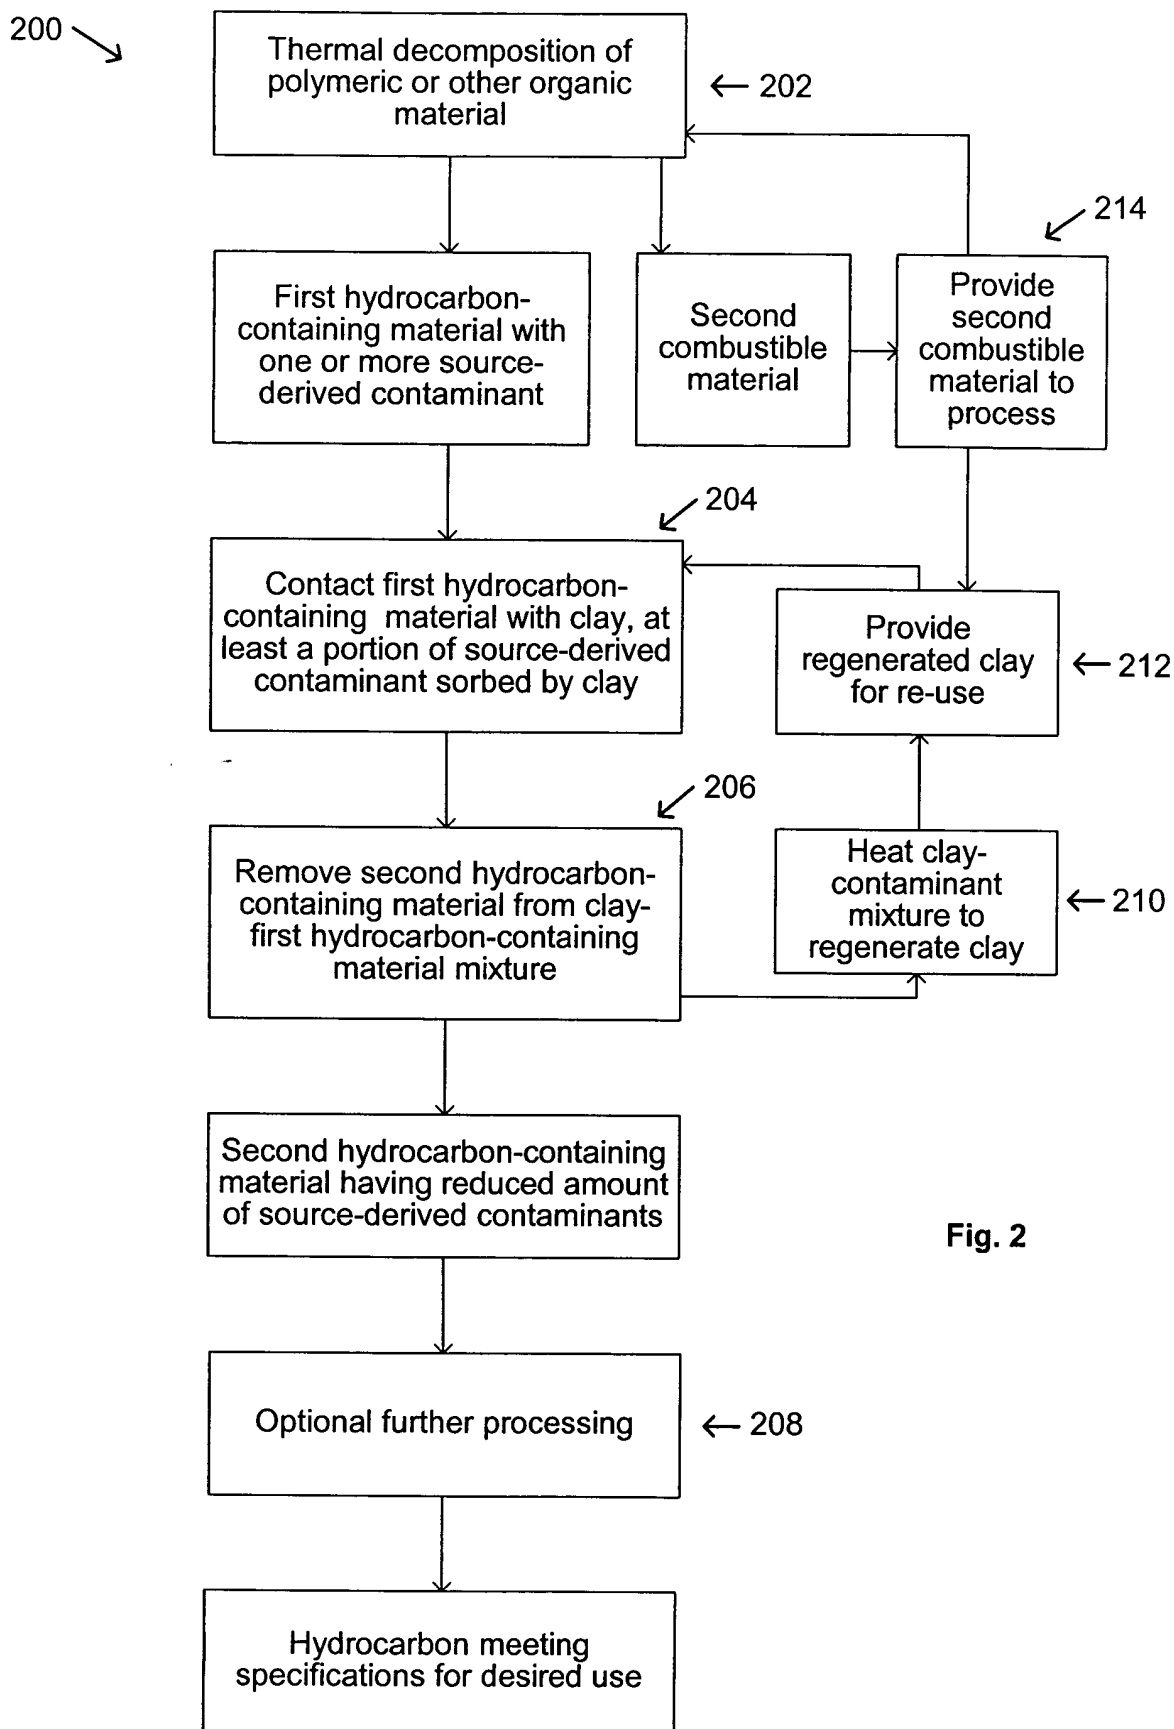 200
Thermal decomposition of
polymeric or other organic
material
202
214
First hydrocarbon-
containing material with
one or more source-
derived contaminant
Second
combustible
material
Provide
second
combustible
material to
process
204
Contact first hydrocarbon-
containing material with clay, at
least a portion of source-derived
contaminant sorbed by clay
Provide
regenerated clay
for re-use
212
206
Remove second hydrocarbon-
containing material from clay-
first hydrocarbon-containing
material mixture
Heat clay-
contaminant
mixture to
regenerate clay
210
Second hydrocarbon-containing
material having reduced amount
of source-derived contaminants
Fig. 2
Optional further processing
208
Hydrocarbon meeting
specifications for desired use